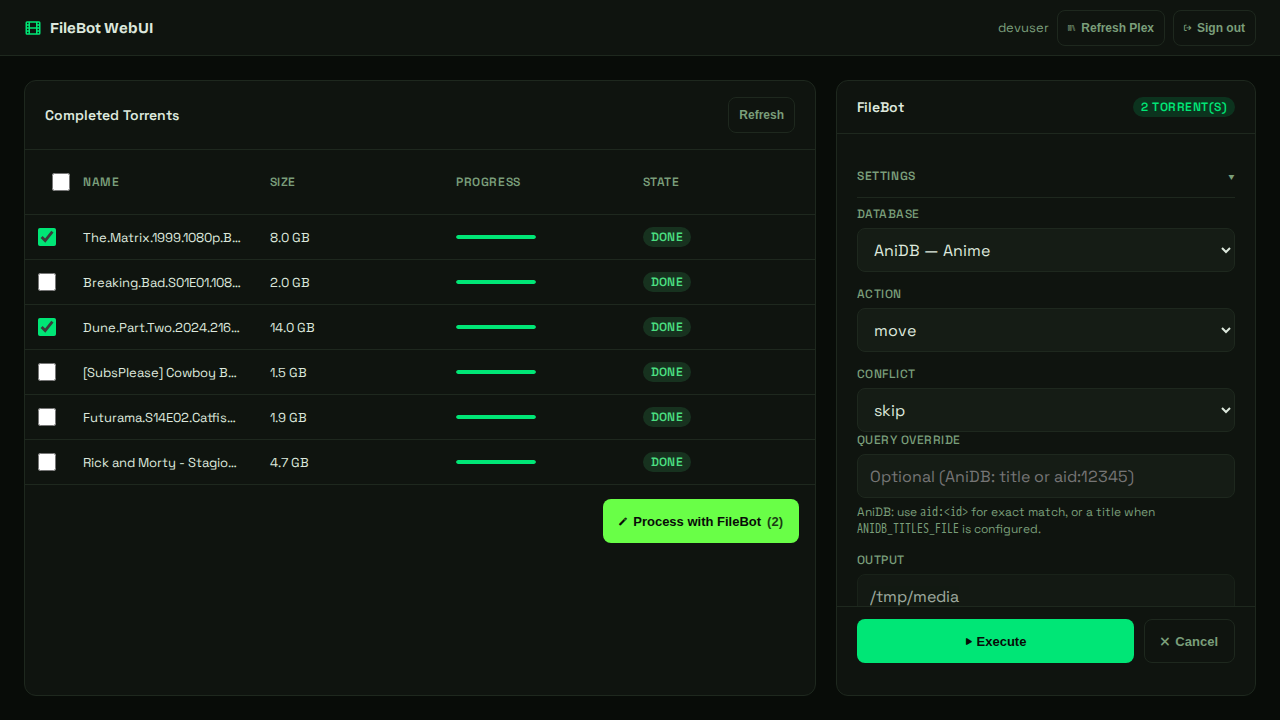 FileBot WebUI
devuser
Refresh Plex
Sign out
Completed Torrents
Refresh
NAME SIZE PROGRESS STATE
The.Matrix.1999.1080p.B… 8.0 GB DONE
Breaking.Bad.S01E01.108… 2.0 GB DONE
Dune.Part.Two.2024.216… 14.0 GB DONE
[SubsPlease] Cowboy B… 1.5 GB DONE
Futurama.S14E02.Catfis… 1.9 GB DONE
Rick and Morty - Stagio… 4.7 GB DONE
Process with FileBot (2)
FileBot
2 TORRENT(S)
SETTINGS
DATABASE
AniDB — Anime
ACTION
move
CONFLICT
skip
QUERY OVERRIDE
Optional (AniDB: title or aid:12345)
AniDB: use aid:<id> for exact match, or a title when
ANIDB_TITLES_FILE is configured.
OUTPUT
/tmp/media
Execute
Cancel